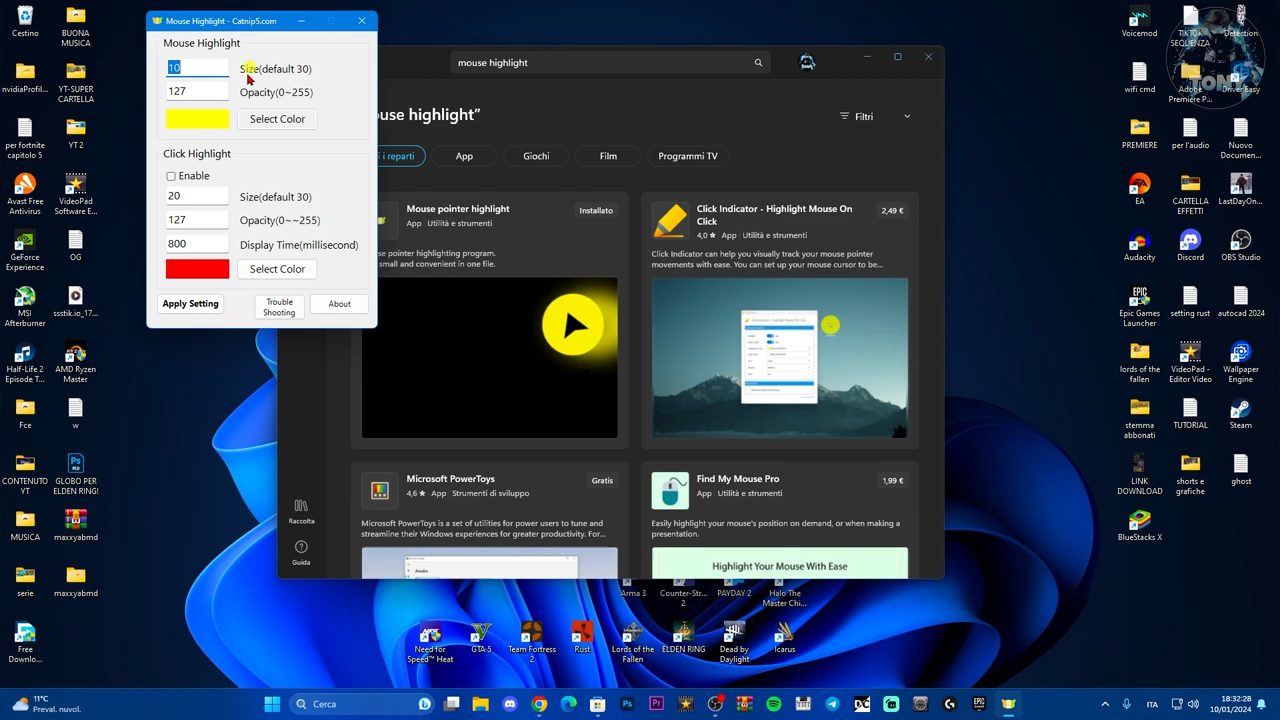 Mouse Highlight - Catnip5.com
Mouse Highlight
10
Size(default 30)
127
Opacity(0~255)
Select Color
Click Highlight
Enable
20
Size(default 30)
127
Opacity(0~~255)
800
Display Time(millisecond)
Select Color
Apply Setting
Trouble
Shooting
About
mouse highlight
use highlight”
Filtri
i reparti
App
Giochi
Film
Programmi TV
Mouse pointer highlight
Installato
App Utilità e strumenti
se pointer highlighting program.
small and convenient in one file.
Click Indicator - Highlight Mouse On
Click
2,49 €
4,0 ★ App Utilità e strumenti
Click Indicator can help you visually track your mouse pointer
movements with ease. You can set up your mouse cursor to be...
Microsoft PowerToys
Gratis
4,6 ★ App Strumenti di sviluppo
Microsoft PowerToys is a set of utilities for power users to tune and
streamline their Windows experiences for greater productivity. For...
Find My Mouse Pro
1,99 €
App Utilità e strumenti
Easily highlight your mouse's position on demand, or when making a
presentation.
Highlight Your Mouse With Ease
Raccolta
Guida
Cestino
BUONA
MUSICA
nvidiaProfil...
YT-SUPER
CARTELLA
per fortnite
capitolo 5
YT 2
Avast Free
Antivirus
VideoPad
Software E...
GeForce
Experience
OG
MSI
Afterburner
ssstik.io_17...
Half-Life 2
Episode T...
AMD Ryzen
Master
Fce
w
CONTENUTO
YT
GLOBO PER
ELDEN RING!
MUSICA
maxxyabmd
serie
maxxyabmd
Free
Downlo...
Voicemod
TIKTOK
SEQUENZA
Detection
TONY
wifi cmd
Adobe
Premiere P...
Driver Easy
PREMIERE
per l'audio
Nuovo
Documen...
EA
CARTELLA
EFFETTI
LastDayOn...
Audacity
Discord
OBS Studio
Epic Games
Launcher
setting rust
autocad 2024
lords of the
fallen
VideoPad -
Editor Video
Wallpaper
Engine
stemma
abbonati
TUTORIAL
Steam
LINK
DOWNLOAD
shorts e
grafiche
ghost
BlueStacks X
Arma 3
Counter-Str...
2
PAYDAY 2
Halo The
Master Chi...
Need for
Speed™ Heat
GTA 5
Team Fortress
2
Rust
Lords of the
Fallen
ELDEN RING
Dead by
Daylight
Icarus
11°C
Preval. nuvol.
Cerca
ITA
18:32:28
10/01/2024